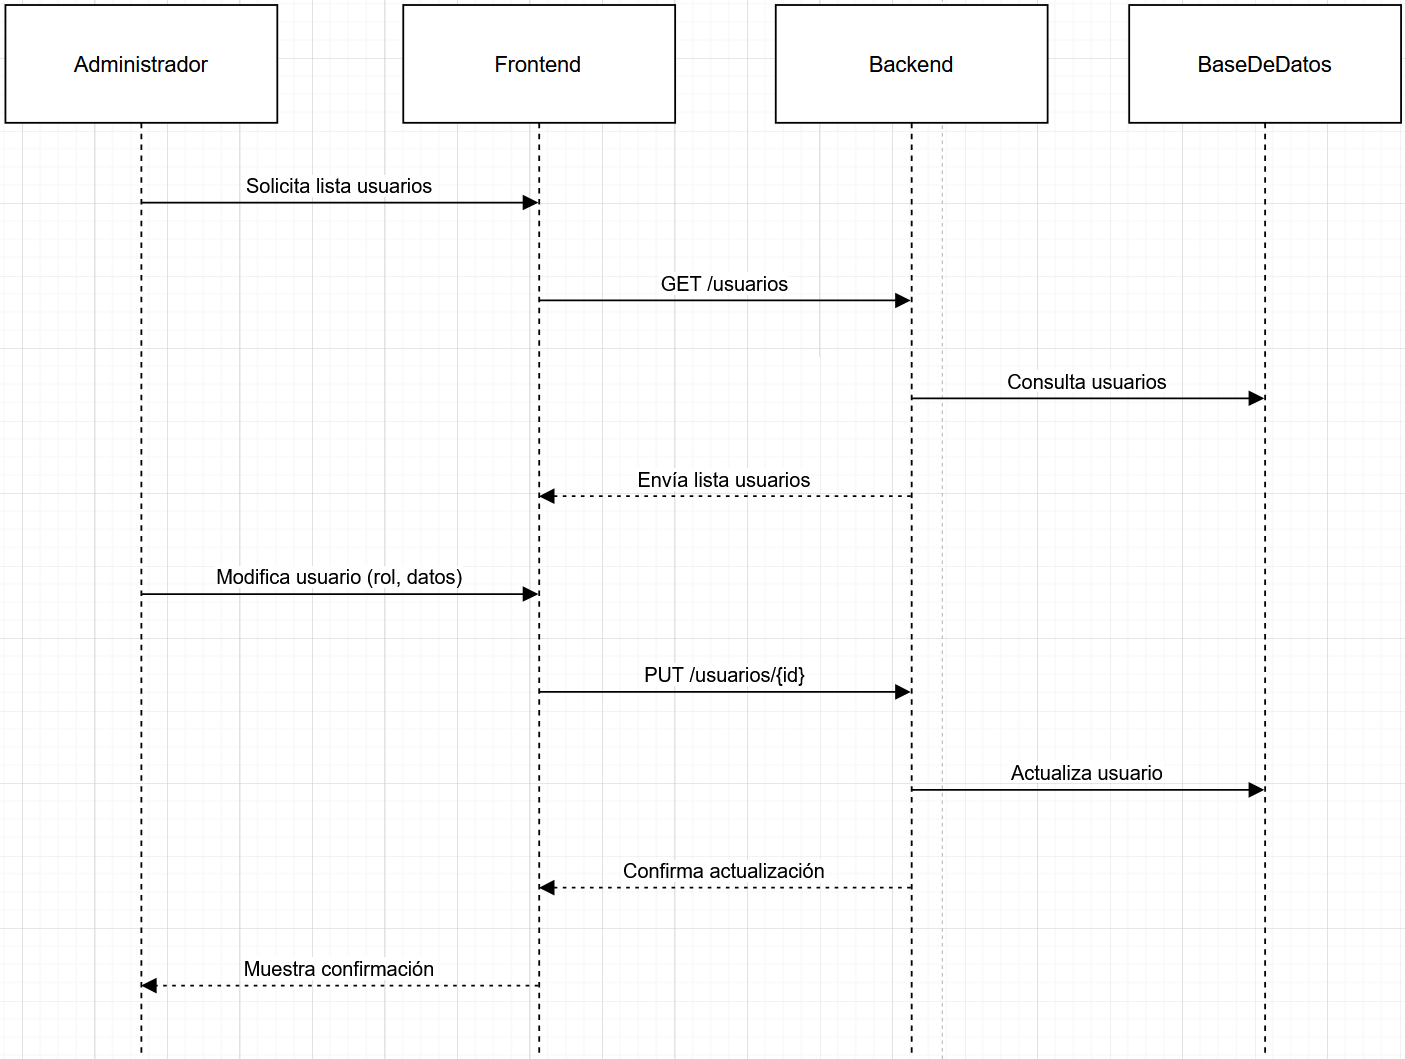 Administrador
Frontend
Backend
BaseDeDatos
Solicita lista usuarios
GET /usuarios
Consulta usuarios
Envía lista usuarios
Modifica usuario (rol, datos)
PUT /usuarios/{id}
Actualiza usuario
Confirma actualización
Muestra confirmación